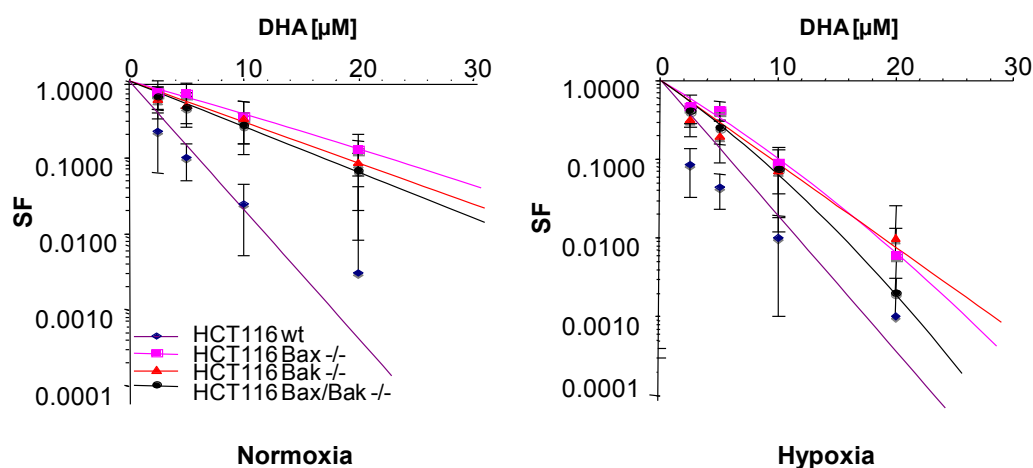 DHA [µM]
0 10 20 30
1.0000
0.1000
0.0100
0.0010
0.0001
SF
HCT116 wt
HCT116 Bax -/-
HCT116 Bak -/-
HCT116 Bax/Bak -/-
Normoxia
DHA [µM]
0 10 20 30
1.0000
0.1000
0.0100
0.0010
0.0001
SF
Hypoxia